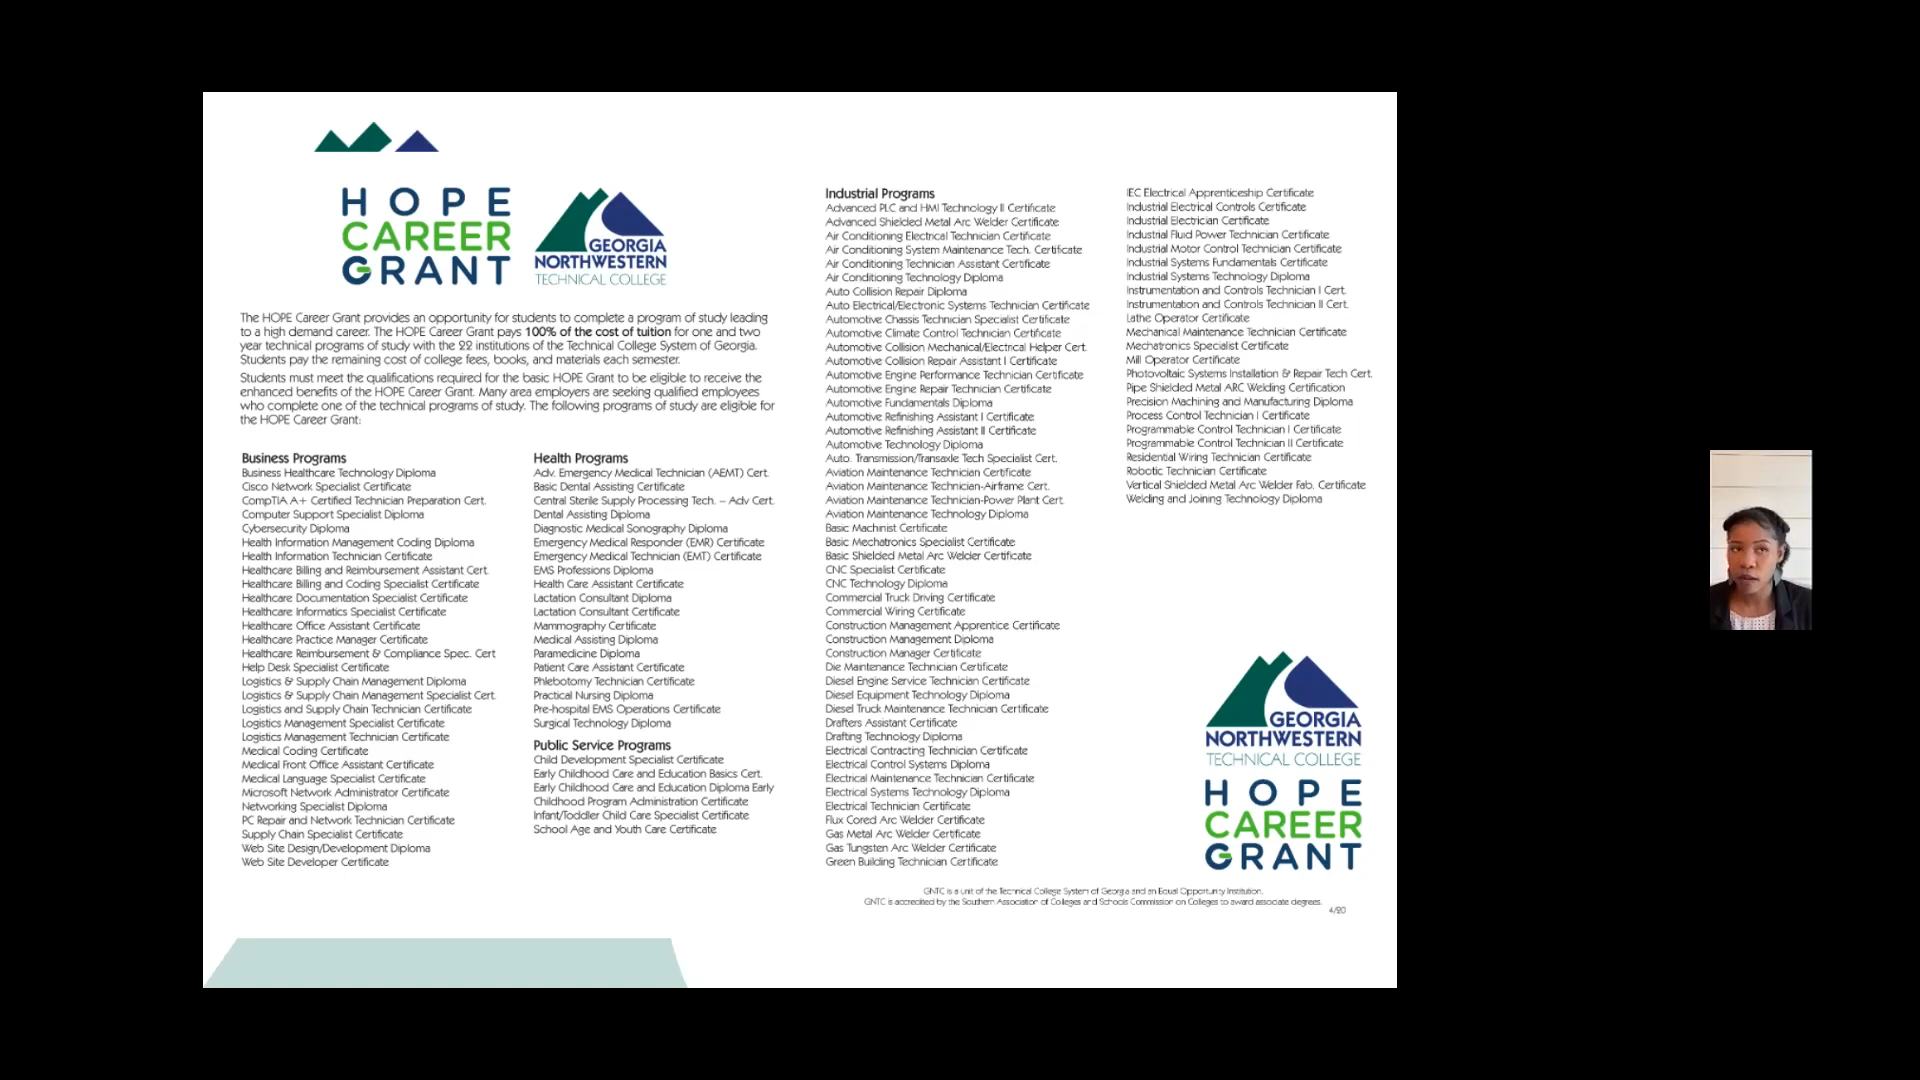 HOPE
CAREER
GRANT
GEORGIA
NORTHWESTERN
TECHNICAL COLLEGE
The HOPE Career Grant provides an opportunity for students to complete a program of study leading
to a high demand career. The HOPE Career Grant pays 100% of the cost of tuition for one and two
year technical programs of study with the 22 institutions of the Technical College System of Georgia.
Students pay the remaining cost of college fees, books, and materials each semester.
Students must meet the qualifications required for the basic HOPE Grant to be eligible to receive the
enhanced benefits of the HOPE Career Grant. Many area employers are seeking qualified employees
who complete one of the technical programs of study. The following programs of study are eligible for
the HOPE Career Grant:
Business Programs
Business Healthcare Technology Diploma
Cisco Network Specialist Certificate
CompTIA A+ Certified Technician Preparation Cert.
Computer Support Specialist Diploma
Cybersecurity Diploma
Health Information Management Coding Diploma
Health Information Technician Certificate
Healthcare Billing and Reimbursement Assistant Cert.
Healthcare Billing and Coding Specialist Certificate
Healthcare Documentation Specialist Certificate
Healthcare Informatics Specialist Certificate
Healthcare Office Assistant Certificate
Healthcare Practice Manager Certificate
Healthcare Reimbursement & Compliance Spec. Cert
Help Desk Specialist Certificate
Logistics & Supply Chain Management Diploma
Logistics & Supply Chain Management Specialist Cert.
Logistics and Supply Chain Technician Certificate
Logistics Management Specialist Certificate
Logistics Management Technician Certificate
Medical Coding Certificate
Medical Front Office Assistant Certificate
Medical Language Specialist Certificate
Microsoft Network Administrator Certificate
Networking Specialist Diploma
PC Repair and Network Technician Certificate
Supply Chain Specialist Certificate
Web Site Design/Development Diploma
Web Site Developer Certificate
Health Programs
Adv. Emergency Medical Technician (AEMT) Cert.
Basic Dental Assisting Certificate
Central Sterile Supply Processing Tech. – Adv Cert.
Dental Assisting Diploma
Diagnostic Medical Sonography Diploma
Emergency Medical Responder (EMR) Certificate
Emergency Medical Technician (EMT) Certificate
EMS Professions Diploma
Health Care Assistant Certificate
Lactation Consultant Diploma
Lactation Consultant Certificate
Mammography Certificate
Medical Assisting Diploma
Paramedicine Diploma
Patient Care Assistant Certificate
Phlebotomy Technician Certificate
Practical Nursing Diploma
Pre-hospital EMS Operations Certificate
Surgical Technology Diploma
Public Service Programs
Child Development Specialist Certificate
Early Childhood Care and Education Basics Cert.
Early Childhood Care and Education Diploma Early
Childhood Program Administration Certificate
Infant/Toddler Child Care Specialist Certificate
School Age and Youth Care Certificate
Industrial Programs
Advanced PLC and HMI Technology II Certificate
Advanced Shielded Metal Arc Welder Certificate
Air Conditioning Electrical Technician Certificate
Air Conditioning System Maintenance Tech. Certificate
Air Conditioning Technician Assistant Certificate
Air Conditioning Technology Diploma
Auto Collision Repair Diploma
Auto Electrical/Electronic Systems Technician Certificate
Automotive Chassis Technician Specialist Certificate
Automotive Climate Control Technician Certificate
Automotive Collision Mechanical/Electrical Helper Cert.
Automotive Collision Repair Assistant I Certificate
Automotive Engine Performance Technician Certificate
Automotive Engine Repair Technician Certificate
Automotive Fundamentals Diploma
Automotive Refinishing Assistant I Certificate
Automotive Refinishing Assistant II Certificate
Automotive Technology Diploma
Auto. Transmission/Transaxle Tech Specialist Cert.
Aviation Maintenance Technician Certificate
Aviation Maintenance Technician-Airframe Cert.
Aviation Maintenance Technician-Power Plant Cert.
Aviation Maintenance Technology Diploma
Basic Machinist Certificate
Basic Mechatronics Specialist Certificate
Basic Shielded Metal Arc Welder Certificate
CNC Specialist Certificate
CNC Technology Diploma
Commercial Truck Driving Certificate
Commercial Wiring Certificate
Construction Management Apprentice Certificate
Construction Management Diploma
Construction Manager Certificate
Die Maintenance Technician Certificate
Diesel Engine Service Technician Certificate
Diesel Equipment Technology Diploma
Diesel Truck Maintenance Technician Certificate
Drafters Assistant Certificate
Drafting Technology Diploma
Electrical Contracting Technician Certificate
Electrical Control Systems Diploma
Electrical Maintenance Technician Certificate
Electrical Systems Technology Diploma
Electrical Technician Certificate
Flux Cored Arc Welder Certificate
Gas Metal Arc Welder Certificate
Gas Tungsten Arc Welder Certificate
Green Building Technician Certificate
IEC Electrical Apprenticeship Certificate
Industrial Electrical Controls Certificate
Industrial Electrician Certificate
Industrial Fluid Power Technician Certificate
Industrial Motor Control Technician Certificate
Industrial Systems Fundamentals Certificate
Industrial Systems Technology Diploma
Instrumentation and Controls Technician I Cert.
Instrumentation and Controls Technician II Cert.
Lathe Operator Certificate
Mechanical Maintenance Technician Certificate
Mechatronics Specialist Certificate
Mill Operator Certificate
Photovoltaic Systems Installation & Repair Tech Cert.
Pipe Shielded Metal ARC Welding Certification
Precision Machining and Manufacturing Diploma
Process Control Technician I Certificate
Programmable Control Technician I Certificate
Programmable Control Technician II Certificate
Residential Wiring Technician Certificate
Robotic Technician Certificate
Vertical Shielded Metal Arc Welder Fab. Certificate
Welding and Joining Technology Diploma
GEORGIA
NORTHWESTERN
TECHNICAL COLLEGE
HOPE
CAREER
GRANT
GNTC is a unit of the Technical College System of Georgia and an Equal Opportunity Institution.
GNTC is accredited by the Southern Association of Colleges and Schools Commission on Colleges to award associate degrees.
4/20